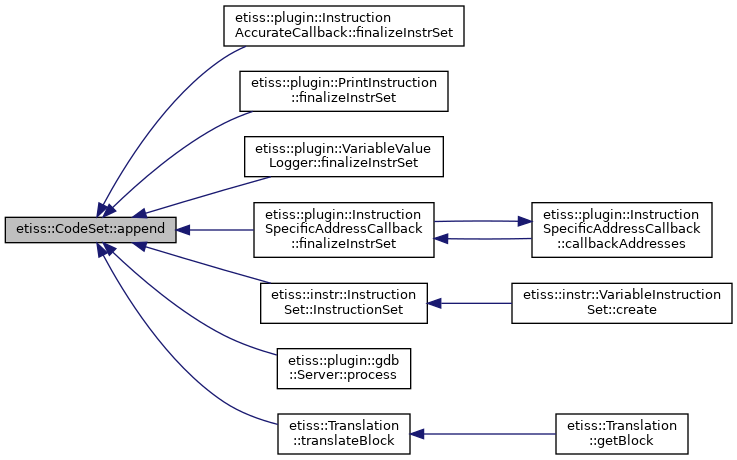 etiss::plugin::Instruction
AccurateCallback::finalizeInstrSet
etiss::plugin::PrintInstruction
::finalizeInstrSet
etiss::plugin::VariableValue
Logger::finalizeInstrSet
etiss::CodeSet::append
etiss::plugin::Instruction
SpecificAddressCallback
::finalizeInstrSet
etiss::plugin::Instruction
SpecificAddressCallback
::callbackAddresses
etiss::instr::Instruction
Set::InstructionSet
etiss::instr::VariableInstruction
Set::create
etiss::plugin::gdb
::Server::process
etiss::Translation
::translateBlock
etiss::Translation
::getBlock